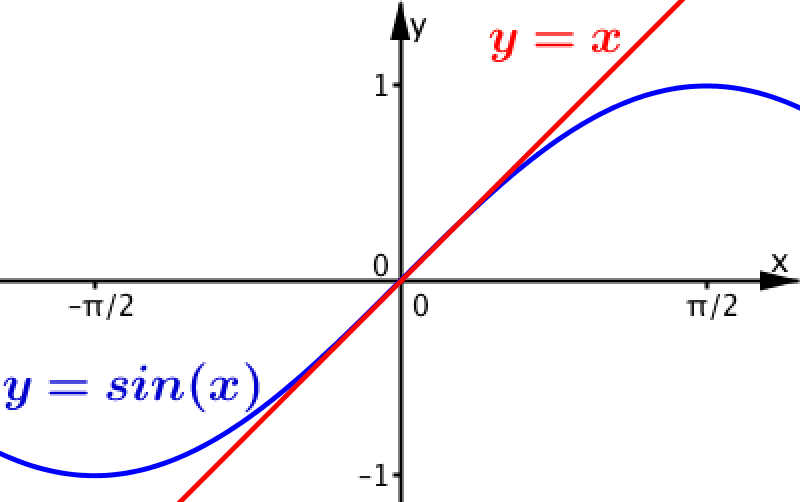 y
y = x
1
0
x
-π/2
0
π/2
y = sin(x)
-1